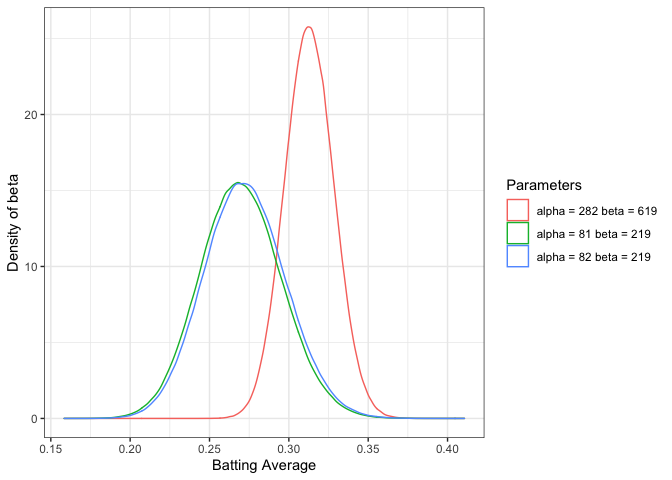 20
10
0
0.15 0.20 0.25 0.30 0.35 0.40
Batting Average
Density of beta
Parameters
alpha = 282 beta = 619
alpha = 81 beta = 219
alpha = 82 beta = 219